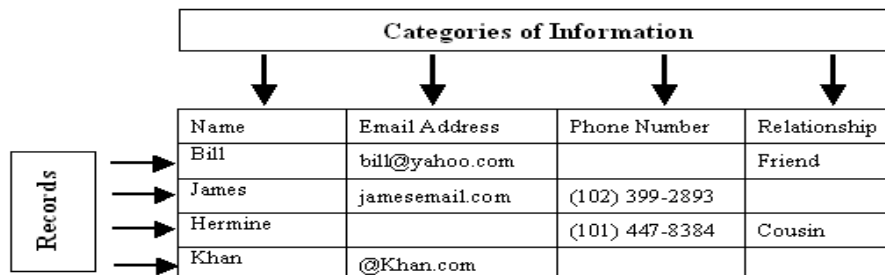 Categories of Information
Name Email Address Phone Number Relationship
Records
Bill bill@yahoo.com Friend
James jamesemail.com (102) 399-2893
Hermine (101) 447-8384 Cousin
Khan @Khan.com